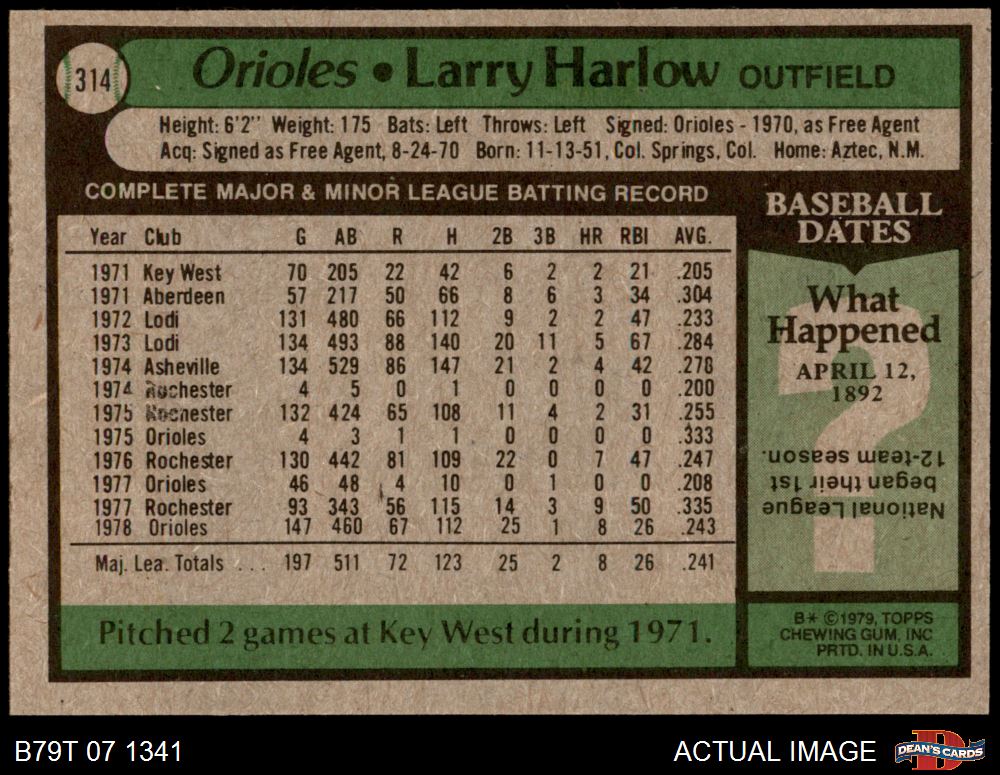 314
Orioles • Larry Harlow OUTFIELD
Height: 6'2" Weight: 175 Bats: Left Throws: Left Signed: Orioles - 1970, as Free Agent
Acq: Signed as Free Agent, 8-24-70 Born: 11-13-51, Col. Springs, Col. Home: Aztec, N.M.
COMPLETE MAJOR & MINOR LEAGUE BATTING RECORD
Year Club G AB R H 2B 3B HR RBI AVG.
1971 Key West 70 205 22 42 6 2 2 21 .205
1971 Aberdeen 57 217 50 66 8 6 3 34 .304
1972 Lodi 131 480 66 112 9 2 2 47 .233
1973 Lodi 134 493 88 140 20 11 5 67 .284
1974 Asheville 134 529 86 147 21 2 4 42 .278
1974 Rochester 4 5 0 1 0 0 0 0 .200
1975 Rochester 132 424 65 108 11 4 2 31 .255
1975 Orioles 4 3 1 1 0 0 0 0 .333
1976 Rochester 130 442 81 109 22 0 7 47 .247
1977 Orioles 46 48 4 10 0 1 0 0 .208
1977 Rochester 93 343 56 115 14 3 9 50 .335
1978 Orioles 147 460 67 112 25 1 8 26 .243
Maj. Lea. Totals . . . 197 511 72 123 25 2 8 26 .241
Pitched 2 games at Key West during 1971.
BASEBALL
DATES
What
Happened
APRIL 12,
1892
National League
began their 1st
12-team season.
B* ©1979, TOPPS
CHEWING GUM, INC
PRTD. IN U.S.A.
B79T 07 1341
ACTUAL IMAGE
D
DEAN'S CARDS